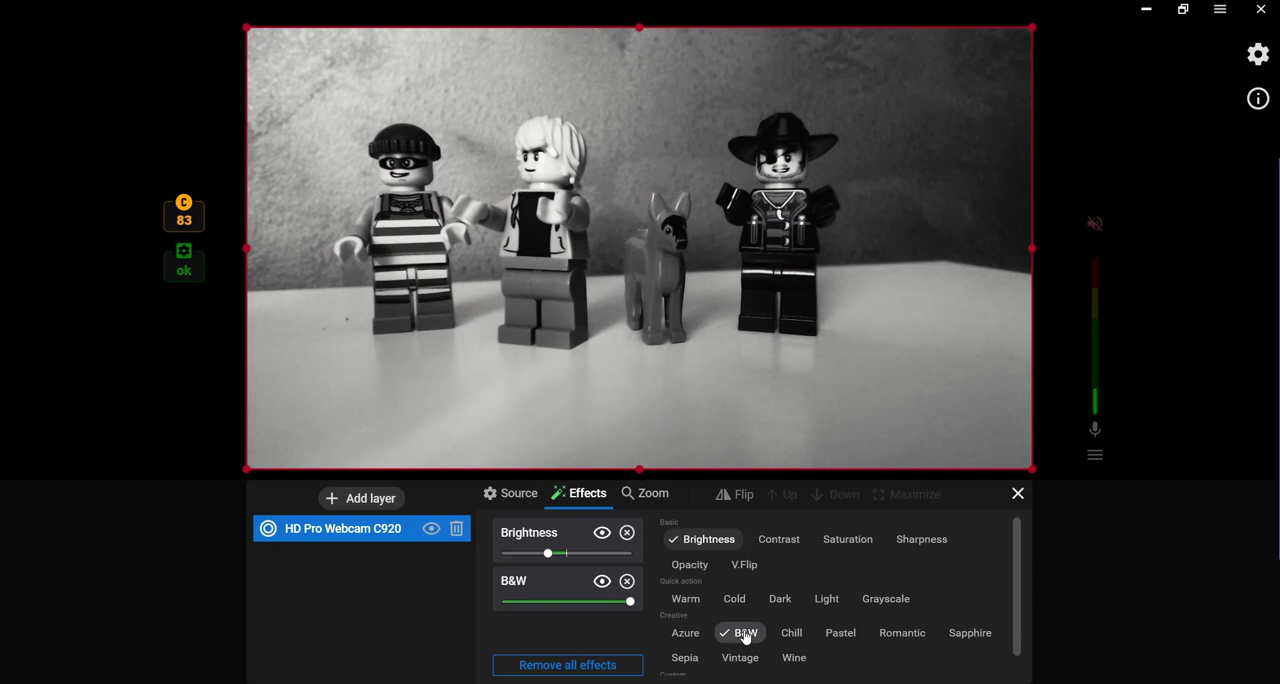 C
83
ok
Add layer
HD Pro Webcam C920
Source Effects Zoom Flip Up Down Maximize
Brightness
B&W
Remove all effects
Basic
Brightness Contrast Saturation Sharpness
Opacity V.Flip
Quick action
Warm Cold Dark Light Grayscale
Creative
Azure B&W Chill Pastel Romantic Sapphire
Sepia Vintage Wine
Custom